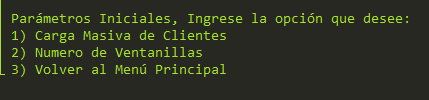 Parámetros Iniciales, Ingrese la opción que desee:
1) Carga Masiva de Clientes
2) Numero de Ventanillas
3) Volver al Menú Principal